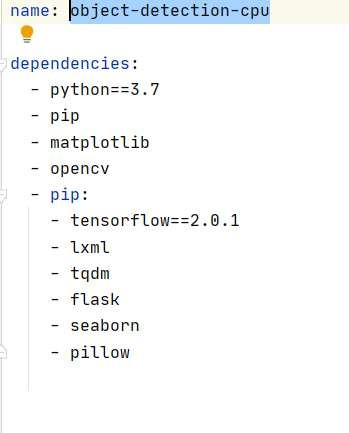 name: object-detection-cpu
dependencies:
  - python==3.7
  - pip
  - matplotlib
  - opencv
  - pip:
    - tensorflow==2.0.1
    - lxml
    - tqdm
    - flask
    - seaborn
    - pillow